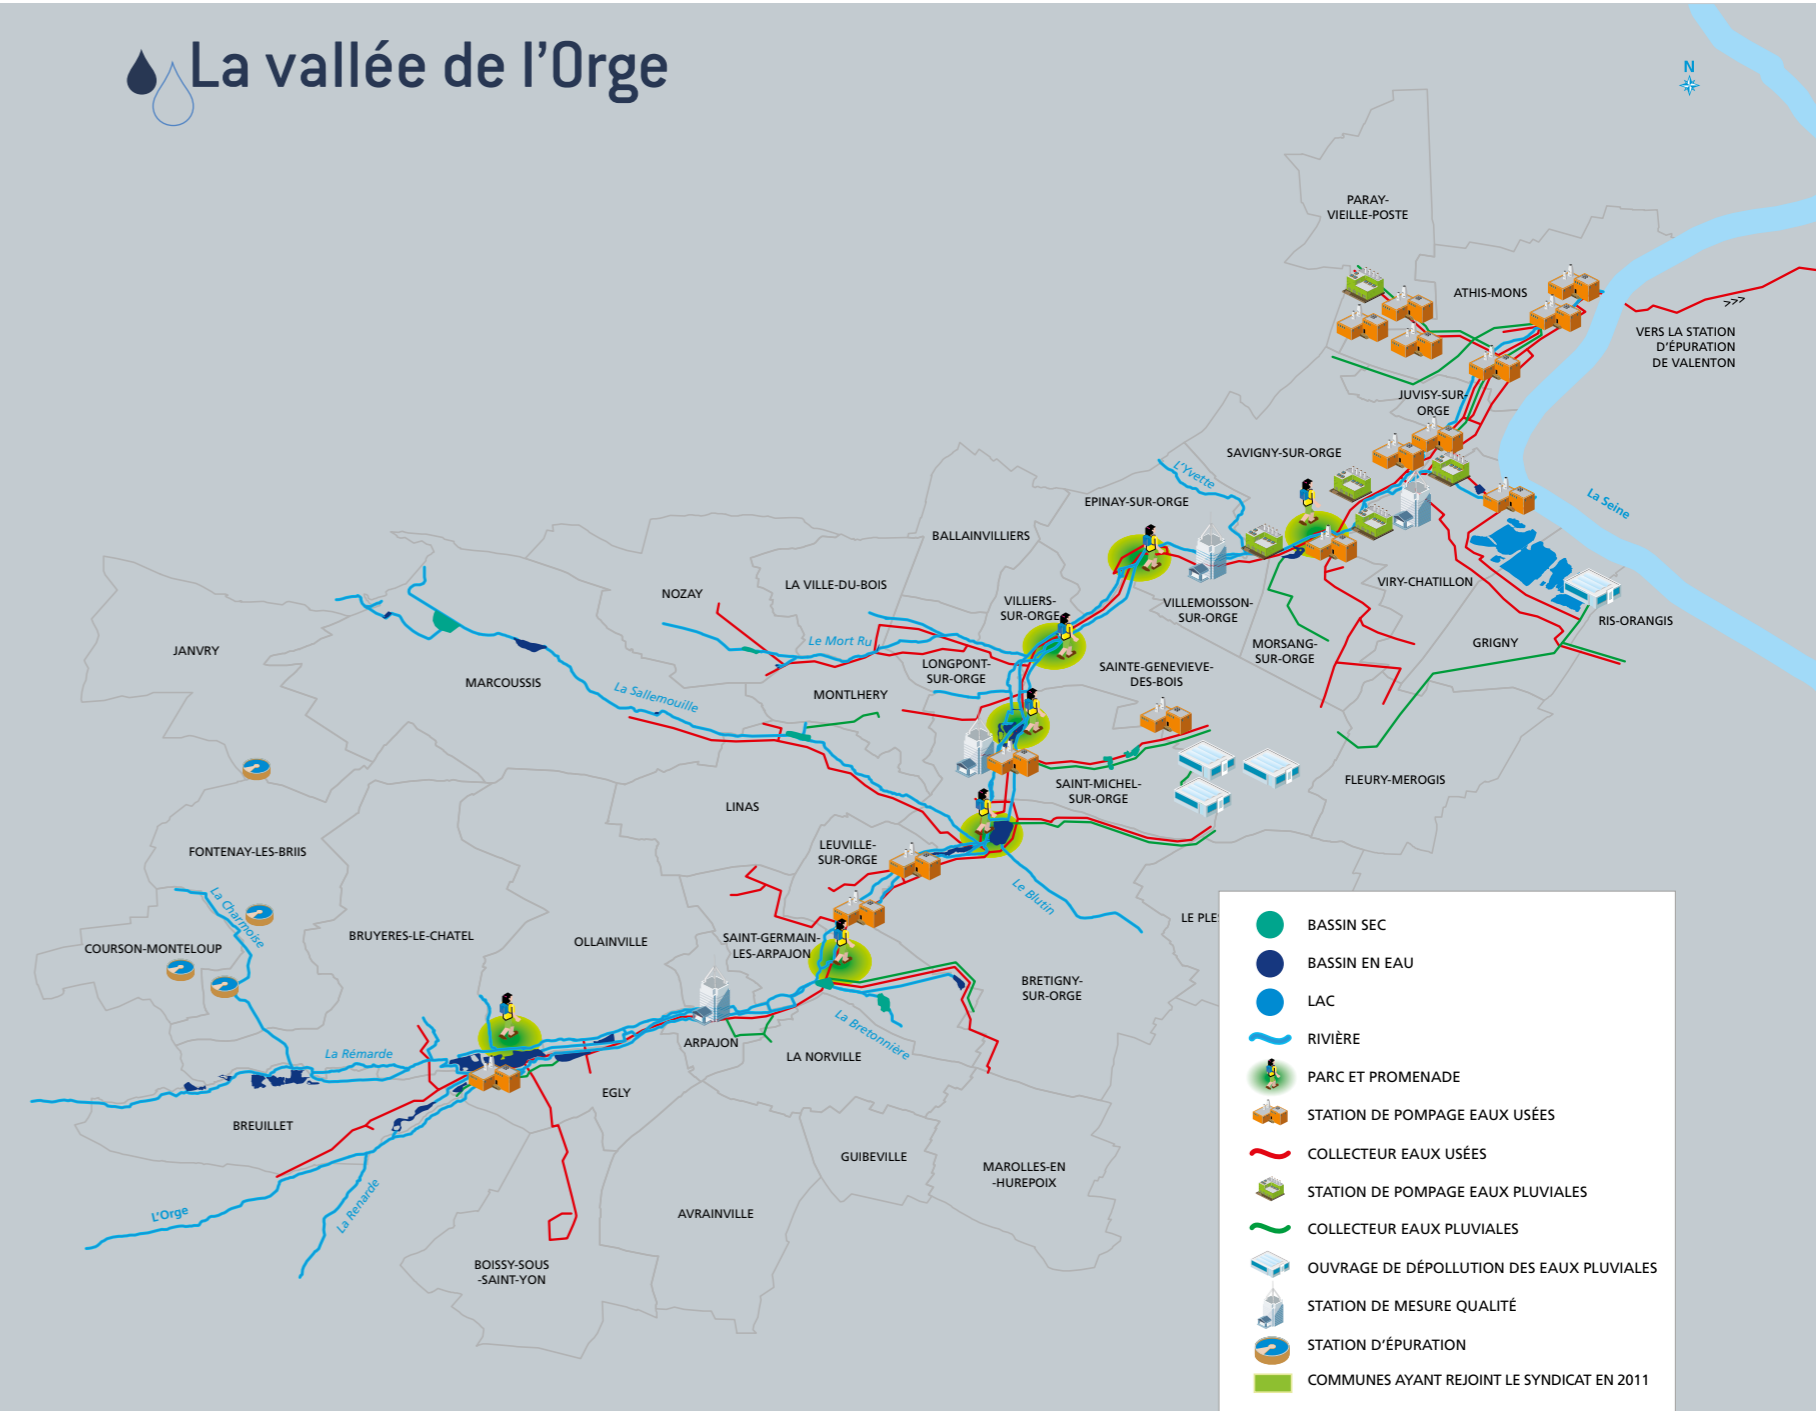 La vallée de l'Orge
N
PARAY-
VIEILLE-POSTE
ATHIS-MONS
>>>
VERS LA STATION
D'ÉPURATION
DE VALENTON
JUVISY-SUR-
ORGE
SAVIGNY-SUR-ORGE
L'Yvette
EPINAY-SUR-ORGE
La Seine
BALLAINVILLIERS
LA VILLE-DU-BOIS
NOZAY
VILLIERS-
SUR-ORGE
VILLEMOISSON-
SUR-ORGE
VIRY-CHATILLON
RIS-ORANGIS
GRIGNY
MORSANG-
SUR-ORGE
Le Mort Ru
JANVRY
MARCOUSSIS
La Sallemouille
LONGPONT-
SUR-ORGE
SAINTE-GENEVIEVE-
DES-BOIS
MONTLHERY
SAINT-MICHEL-
SUR-ORGE
FLEURY-MEROGIS
LINAS
LEUVILLE-
SUR-ORGE
FONTENAY-LES-BRIIS
La Charmoise
Le Blutin
LE PLE
COURSON-MONTELOUP
BRUYERES-LE-CHATEL
OLLAINVILLE
SAINT-GERMAIN-
LES-ARPAJON
BRETIGNY-
SUR-ORGE
La Bretonnière
ARPAJON
LA NORVILLE
La Rémarde
EGLY
BREUILLET
GUIBEVILLE
MAROLLES-EN
-HUREPOIX
L'Orge
La Renarde
AVRAINVILLE
BOISSY-SOUS
-SAINT-YON
BASSIN SEC
BASSIN EN EAU
LAC
RIVIÈRE
PARC ET PROMENADE
STATION DE POMPAGE EAUX USÉES
COLLECTEUR EAUX USÉES
STATION DE POMPAGE EAUX PLUVIALES
COLLECTEUR EAUX PLUVIALES
OUVRAGE DE DÉPOLLUTION DES EAUX PLUVIALES
STATION DE MESURE QUALITÉ
STATION D'ÉPURATION
COMMUNES AYANT REJOINT LE SYNDICAT EN 2011